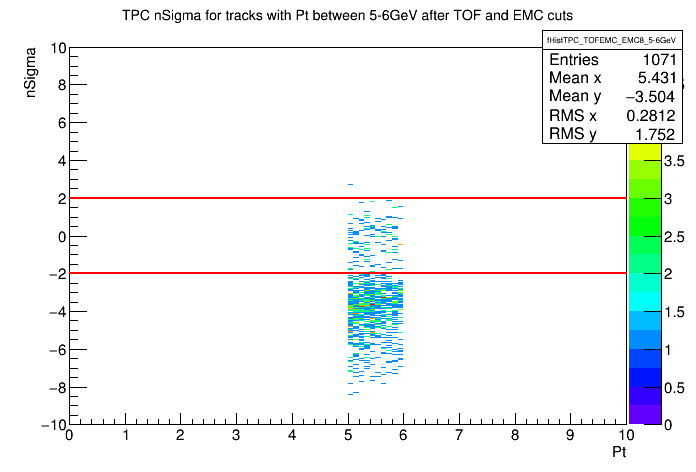 TPC nSigma for tracks with Pt between 5-6GeV after TOF and EMC cuts
fHistTPC_TOFEMC_EMC8_5-6GeV
Entries 1071
Mean x 5.431
Mean y −3.504
RMS x 0.2812
RMS y 1.752
nSigma
10
8
6
4
2
0
−2
−4
−6
−8
−10
0 1 2 3 4 5 6 7 8 9 10
Pt
3.5
3
2.5
2
1.5
1
0.5
0